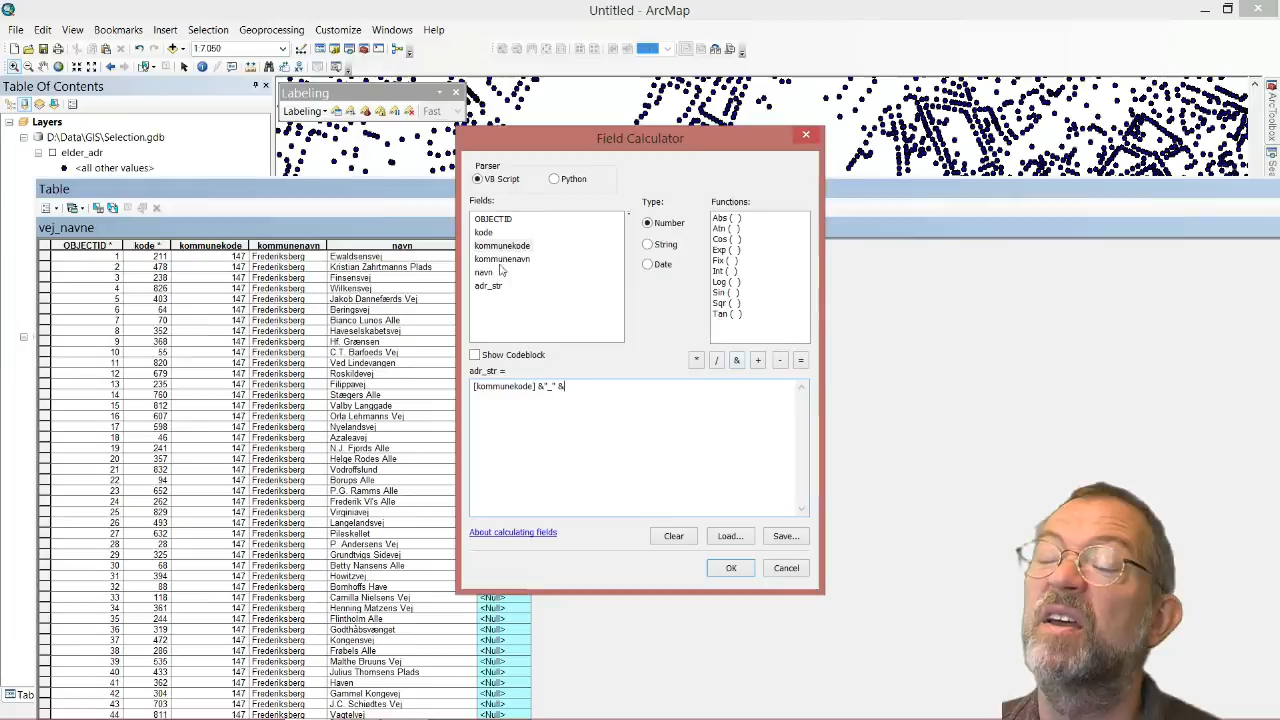 Untitled - ArcMap
File Edit View Bookmarks Insert Selection Geoprocessing Customize Windows Help
1:7.050
Table Of Contents
Labeling
Labeling Fast
ArcToolbox
Layers
D:\Data\GIS\Selection.gdb
elder_adr
<all other values>
Table
vej_navne
OBJECTID * kode * kommunekode kommunenavn navn
1 211 147 Frederiksberg Ewaldsensvej
2 478 147 Frederiksberg Kristian Zahrtmanns Plads
3 238 147 Frederiksberg Finsensvej
4 826 147 Frederiksberg Wilkensvej
5 403 147 Frederiksberg Jakob Dannefærds Vej
6 64 147 Frederiksberg Beringsvej
7 70 147 Frederiksberg Bianco Lunos Alle
8 352 147 Frederiksberg Haveselskabetsvej
9 368 147 Frederiksberg Hf. Grænsen
10 55 147 Frederiksberg C.T. Barfoeds Vej
11 820 147 Frederiksberg Ved Lindevangen
12 679 147 Frederiksberg Roskildevej
13 235 147 Frederiksberg Filippavej
14 760 147 Frederiksberg Stægers Alle
15 812 147 Frederiksberg Valby Langgade
16 607 147 Frederiksberg Orla Lehmanns Vej
17 598 147 Frederiksberg Nyelandsvej
18 46 147 Frederiksberg Azaleavej
19 241 147 Frederiksberg N.J. Fjords Alle
20 357 147 Frederiksberg Helge Rodes Alle
21 832 147 Frederiksberg Vodroffslund
22 94 147 Frederiksberg Borups Alle
23 652 147 Frederiksberg P.G. Ramms Alle
24 262 147 Frederiksberg Frederik VI's Alle
25 829 147 Frederiksberg Virginiavej
26 493 147 Frederiksberg Langelandsvej
27 632 147 Frederiksberg Pileskellet
28 28 147 Frederiksberg P. Andersens Vej
29 325 147 Frederiksberg Grundtvigs Sidevej
30 68 147 Frederiksberg Betty Nansens Alle
31 394 147 Frederiksberg Howitzvej
32 88 147 Frederiksberg Bomhoffs Have
33 118 147 Frederiksberg Camilla Nielsens Vej <Null>
34 361 147 Frederiksberg Henning Matzens Vej <Null>
35 244 147 Frederiksberg Flintholm Alle <Null>
36 319 147 Frederiksberg Godthåbsvænget <Null>
37 472 147 Frederiksberg Kongensvej <Null>
38 286 147 Frederiksberg Frøbels Alle <Null>
39 535 147 Frederiksberg Malthe Bruuns Vej <Null>
40 433 147 Frederiksberg Julius Thomsens Plads <Null>
41 362 147 Frederiksberg Haven <Null>
42 304 147 Frederiksberg Gammel Kongevej <Null>
43 703 147 Frederiksberg J.C. Schiødtes Vej <Null>
44 811 147 Frederiksberg Vagtelvej <Null>
Tab
Field Calculator
Parser
VB Script Python
Fields:
OBJECTID
kode
kommunekode
kommunenavn
navn
adr_str
Type:
Number
String
Date
Functions:
Abs ( )
Atn ( )
Cos ( )
Exp ( )
Fix ( )
Int ( )
Log ( )
Sin ( )
Sqr ( )
Tan ( )
Show Codeblock
* / & + - =
adr_str =
[kommunekode] &"_" &
About calculating fields
Clear Load... Save...
OK Cancel